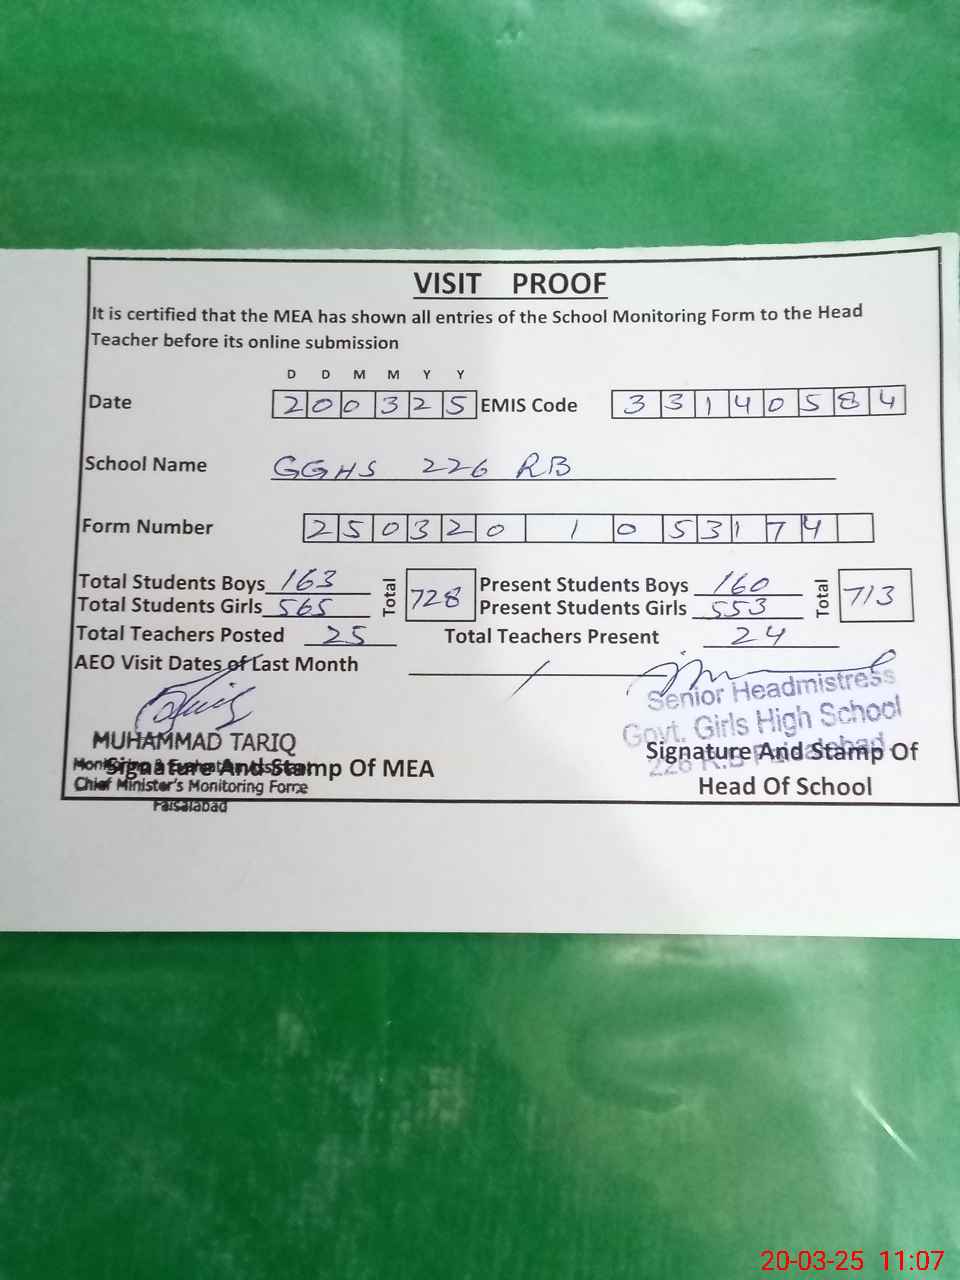 VISIT PROOF
It is certified that the MEA has shown all entries of the School Monitoring Form to the Head
Teacher before its online submission
D D M M Y Y
Date 2 0 0 3 2 5 EMIS Code 3 3 1 4 0 5 8 4
School Name GGHS 226 RB
Form Number 2 5 0 3 2 0 1 0 5 3 1 7 4
Total Students Boys 163 Total 728 Present Students Boys 160 Total 713
Total Students Girls 565 Present Students Girls 553
Total Teachers Posted 25 Total Teachers Present 24
AEO Visit Dates of Last Month /
Senior Headmistress
Govt. Girls High School
226 R.B Faisalabad
MUHAMMAD TARIQ
Monitoring & Evaluation
Signature And Stamp Of MEA
Chief Minister's Monitoring Force
Faisalabad
Signature And Stamp Of
Head Of School
20-03-25 11:07